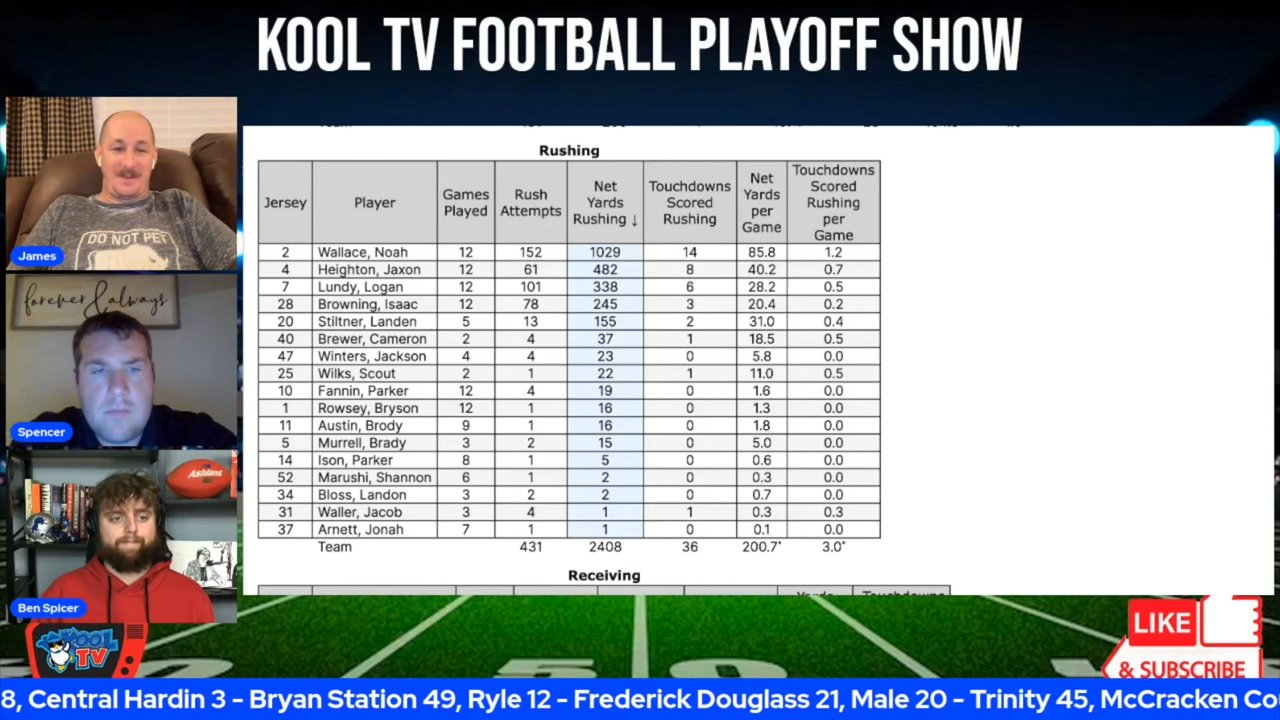 KOOL TV FOOTBALL PLAYOFF SHOW
DO NOT PET
James
forever & always
Spencer
Ashland
Ben Spicer
KOOL
TV
Rushing
Jersey Player Games Played Rush Attempts Net Yards Rushing ↓ Touchdowns Scored Rushing Net Yards per Game Touchdowns Scored Rushing per Game
2 Wallace, Noah 12 152 1029 14 85.8 1.2
4 Heighton, Jaxon 12 61 482 8 40.2 0.7
7 Lundy, Logan 12 101 338 6 28.2 0.5
28 Browning, Isaac 12 78 245 3 20.4 0.2
20 Stiltner, Landen 5 13 155 2 31.0 0.4
40 Brewer, Cameron 2 4 37 1 18.5 0.5
47 Winters, Jackson 4 4 23 0 5.8 0.0
25 Wilks, Scout 2 1 22 1 11.0 0.5
10 Fannin, Parker 12 4 19 0 1.6 0.0
1 Rowsey, Bryson 12 1 16 0 1.3 0.0
11 Austin, Brody 9 1 16 0 1.8 0.0
5 Murrell, Brady 3 2 15 0 5.0 0.0
14 Ison, Parker 8 1 5 0 0.6 0.0
52 Marushi, Shannon 6 1 2 0 0.3 0.0
34 Bloss, Landon 3 2 2 0 0.7 0.0
31 Waller, Jacob 3 4 1 1 0.3 0.3
37 Arnett, Jonah 7 1 1 0 0.1 0.0
Team 431 2408 36 200.7* 3.0*
Receiving
LIKE
& SUBSCRIBE
8, Central Hardin 3 - Bryan Station 49, Ryle 12 - Frederick Douglass 21, Male 20 - Trinity 45, McCracken Co